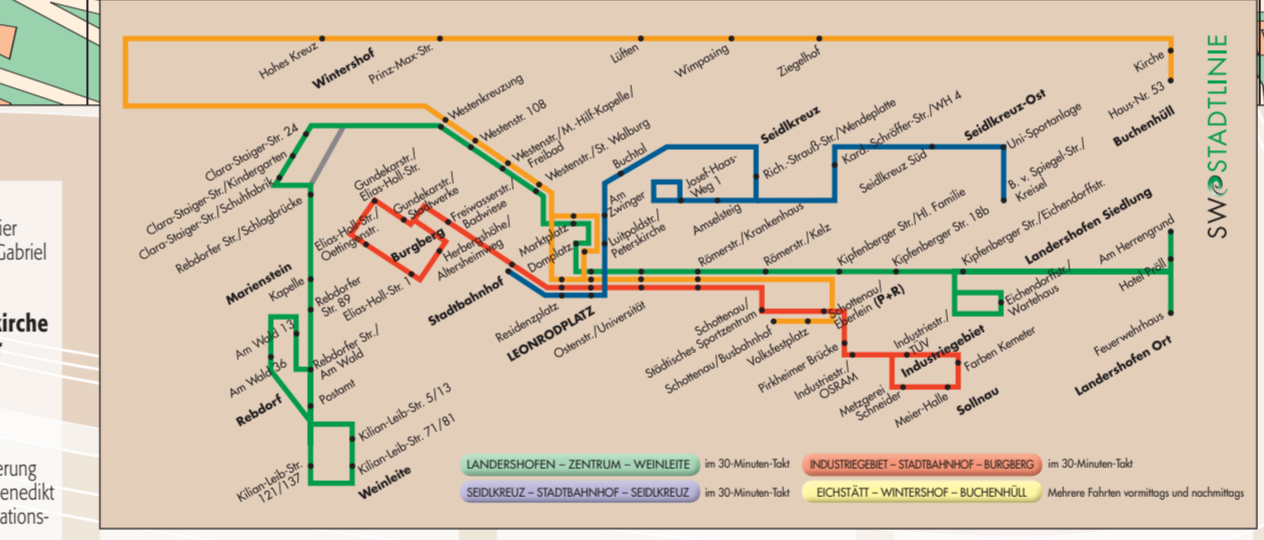 ier
Gabriel
kirche
r
erung
enedikt
ations-
Hohes Kreuz
Wintershof
Prinz-Max-Str.
Lüften
Wimpasing
Ziegelhof
Kirche
Haus-Nr. 53
Buchenhüll
SW STADTLINIE
Westenkreuzung
Westenstr. 108
Westenstr./M.-Hilf-Kapelle/
Freibad
Westenstr./St. Walburg
Buchtal
Am
Zwinger
Luitpoldstr./
Peterskirche
Josef-Haas-
Weg 1
Amselsteig
Seidlkreuz
Rich.-Strauß-Str./Wendeplatte
Kard.-Schröffer-Str./WH 4
Seidlkreuz Süd
Seidlkreuz-Ost
Uni-Sportanlage
B. v. Spiegel-Str./
Kreisel
Clara-Staiger-Str. 24
Clara-Staiger-Str./Kindergarten
Clara-Staiger-Str./Schuhfabrik
Rebdorfer Str./Schlagbrücke
Gundekarstr./
Elias-Holl-Str.
Gundekarstr./
Stadtwerke
Elias-Holl-Str./
Oettingenstr.
Burgberg
Freiwasserstr./
Badwiese
Herbergshöhe/
Altersheimweg
Elias-Holl-Str. 1
Stadtbahnhof
Marktplatz
Domplatz
Residenzplatz
LEONRODPLATZ
Ostenstr./Universität
Römerstr./Krankenhaus
Römerstr./Kelz
Kipfenberger Str./Hl. Familie
Kipfenberger Str. 18b
Kipfenberger Str./Eichendorffstr.
Landershofen Siedlung
Am Herrengrund
Hotel Pröll
Feuerwehrhaus
Landershofen Ort
Eichendorffstr./
Wartehaus
Marienstein
Kapelle
Rebdorfer
Str. 89
Am Wald 13
Am Wald 36
Rebdorfer Str./
Am Wald
Rebdorf
Postamt
Kilian-Leib-Str. 5/13
Kilian-Leib-Str. 71/81
Kilian-Leib-Str.
121/137
Weinleite
Schottenau/
Städtisches Sportzentrum
Schottenau/Busbahnhof
Volksfestplatz
Schottenau/
Eberlein (P+R)
Pirkheimer Brücke
Industriestr./
OSRAM
Industriestr./
TÜV
Industriegebiet
Farben Kemeter
Metzgerei
Schneider
Meier-Halle
Sollnau
LANDERSHOFEN – ZENTRUM – WEINLEITE im 30-Minuten-Takt
INDUSTRIEGEBIET – STADTBAHNHOF – BURGBERG im 30-Minuten-Takt
SEIDLKREUZ – STADTBAHNHOF – SEIDLKREUZ im 30-Minuten-Takt
EICHSTÄTT – WINTERSHOF – BUCHENHÜLL Mehrere Fahrten vormittags und nachmittags